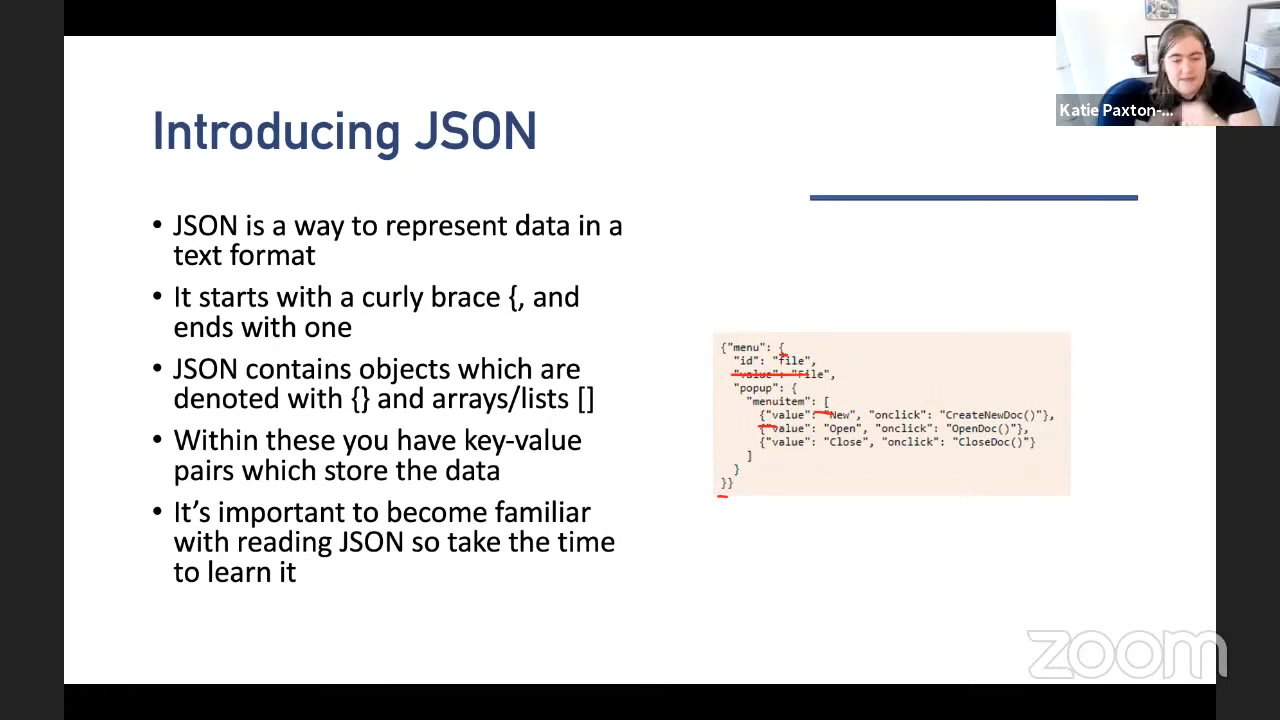 Katie Paxton-...
Introducing JSON
• JSON is a way to represent data in a
text format
• It starts with a curly brace {, and
ends with one
• JSON contains objects which are
denoted with {} and arrays/lists []
• Within these you have key-value
pairs which store the data
• It's important to become familiar
with reading JSON so take the time
to learn it
{"menu": {
"id": "file",
"value": "File",
"popup": {
"menuitem": [
{"value": "New", "onclick": "CreateNewDoc()"},
{"value": "Open", "onclick": "OpenDoc()"},
{"value": "Close", "onclick": "CloseDoc()"}
]
}
}}
zoom